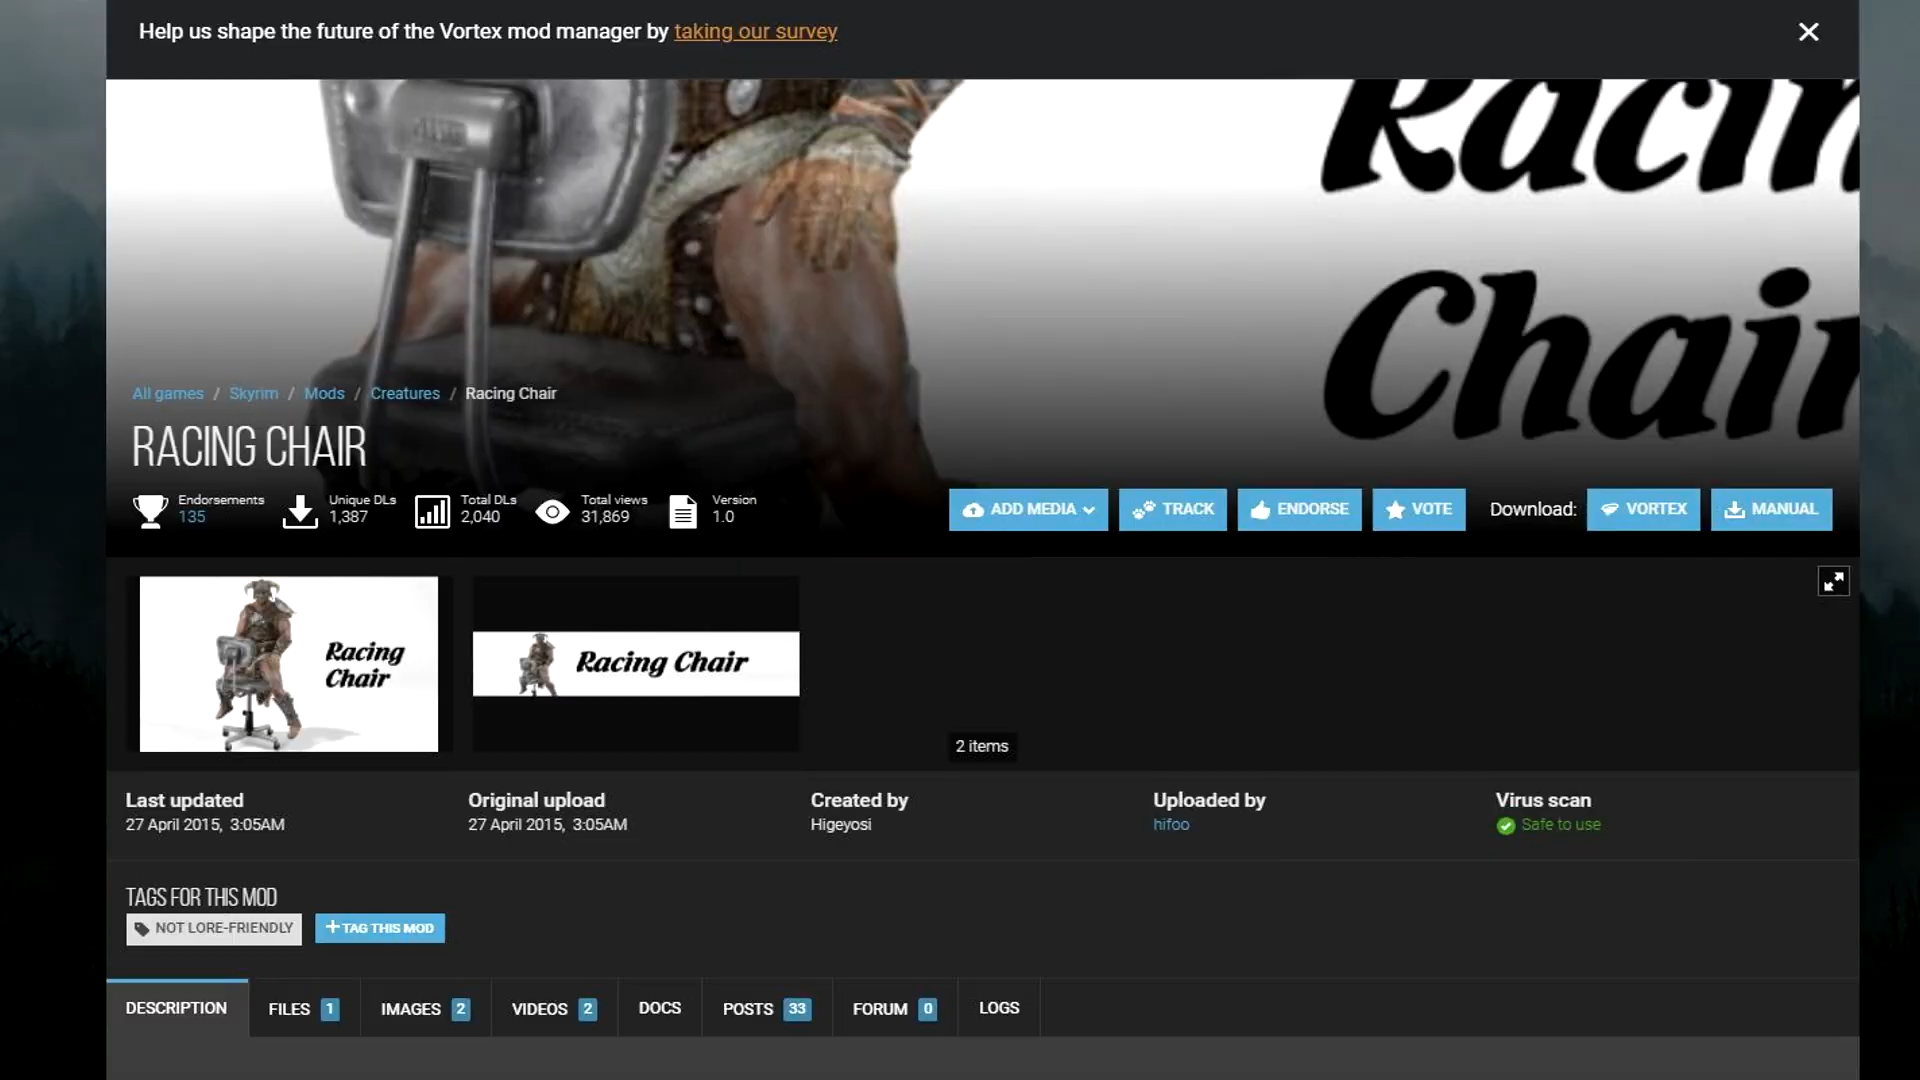 Help us shape the future of the Vortex mod manager by taking our survey
Chair
All games / Skyrim / Mods / Creatures / Racing Chair
RACING CHAIR
Endorsements
135
Unique DLs
1,387
Total DLs
2,040
Total views
31,869
Version
1.0
ADD MEDIA
TRACK
ENDORSE
VOTE
Download:
VORTEX
MANUAL
Racing
Chair
Racing Chair
2 items
Last updated
27 April 2015, 3:05AM
Original upload
27 April 2015, 3:05AM
Created by
Higeyosi
Uploaded by
hifoo
Virus scan
Safe to use
TAGS FOR THIS MOD
NOT LORE-FRIENDLY
+ TAG THIS MOD
DESCRIPTION
FILES 1
IMAGES 2
VIDEOS 2
DOCS
POSTS 33
FORUM 0
LOGS